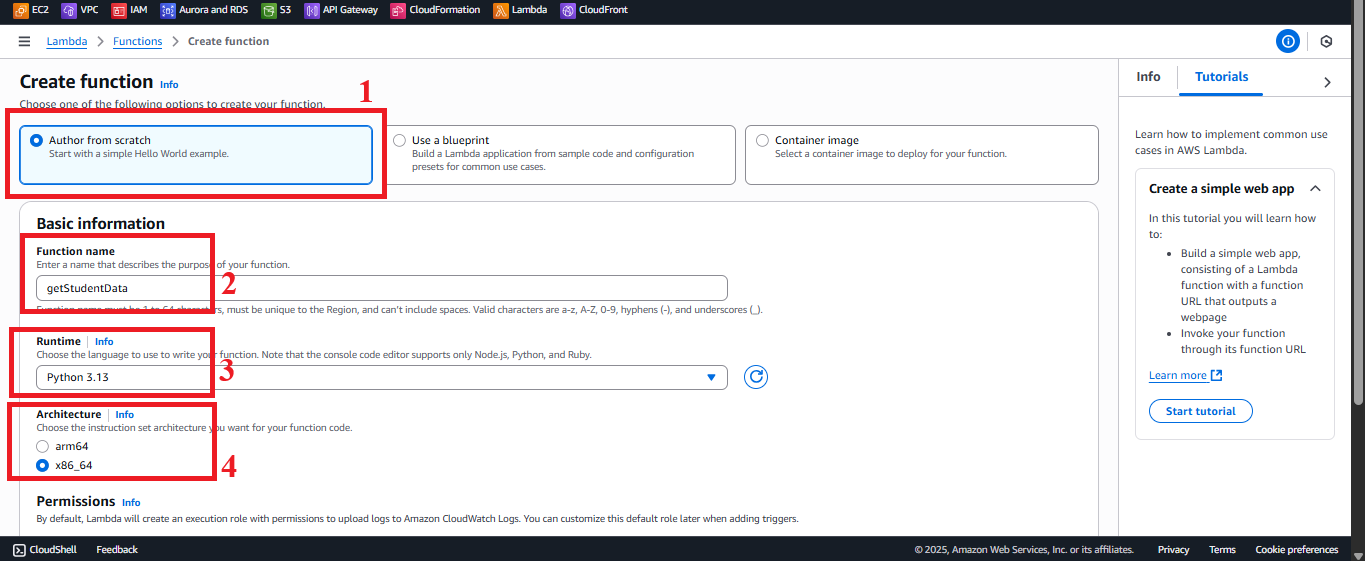 EC2 VPC IAM Aurora and RDS S3 API Gateway CloudFormation Lambda CloudFront
Lambda > Functions > Create function
Create function Info
Choose one of the following options to create your function.
1
Author from scratch
Start with a simple Hello World example.
Use a blueprint
Build a Lambda application from sample code and configuration
presets for common use cases.
Container image
Select a container image to deploy for your function.
Basic information
Function name
Enter a name that describes the purpose of your function.
getStudentData
2
Function name must be 1 to 64 characters, must be unique to the Region, and can't include spaces. Valid characters are a-z, A-Z, 0-9, hyphens (-), and underscores (_).
Runtime Info
Choose the language to use to write your function. Note that the console code editor supports only Node.js, Python, and Ruby.
Python 3.13
3
Architecture Info
Choose the instruction set architecture you want for your function code.
arm64
x86_64
4
Permissions Info
By default, Lambda will create an execution role with permissions to upload logs to Amazon CloudWatch Logs. You can customize this default role later when adding triggers.
Info Tutorials
Learn how to implement common use
cases in AWS Lambda.
Create a simple web app
In this tutorial you will learn how
to:
• Build a simple web app,
consisting of a Lambda
function with a function
URL that outputs a
webpage
• Invoke your function
through its function URL
Learn more
Start tutorial
CloudShell Feedback © 2025, Amazon Web Services, Inc. or its affiliates. Privacy Terms Cookie preferences